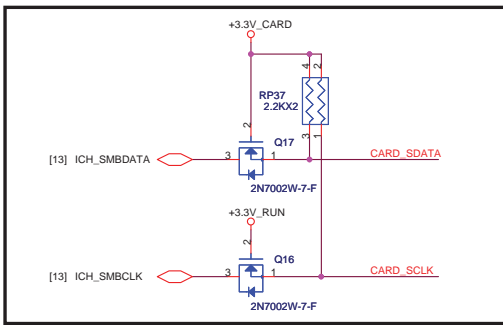 +3.3V_CARD
4 2
RP37
2.2KX2
2 Q17 3 1
[13] ICH_SMBDATA 3 1 CARD_SDATA
2N7002W-7-F
+3.3V_RUN
2 Q16
[13] ICH_SMBCLK 3 1 CARD_SCLK
2N7002W-7-F